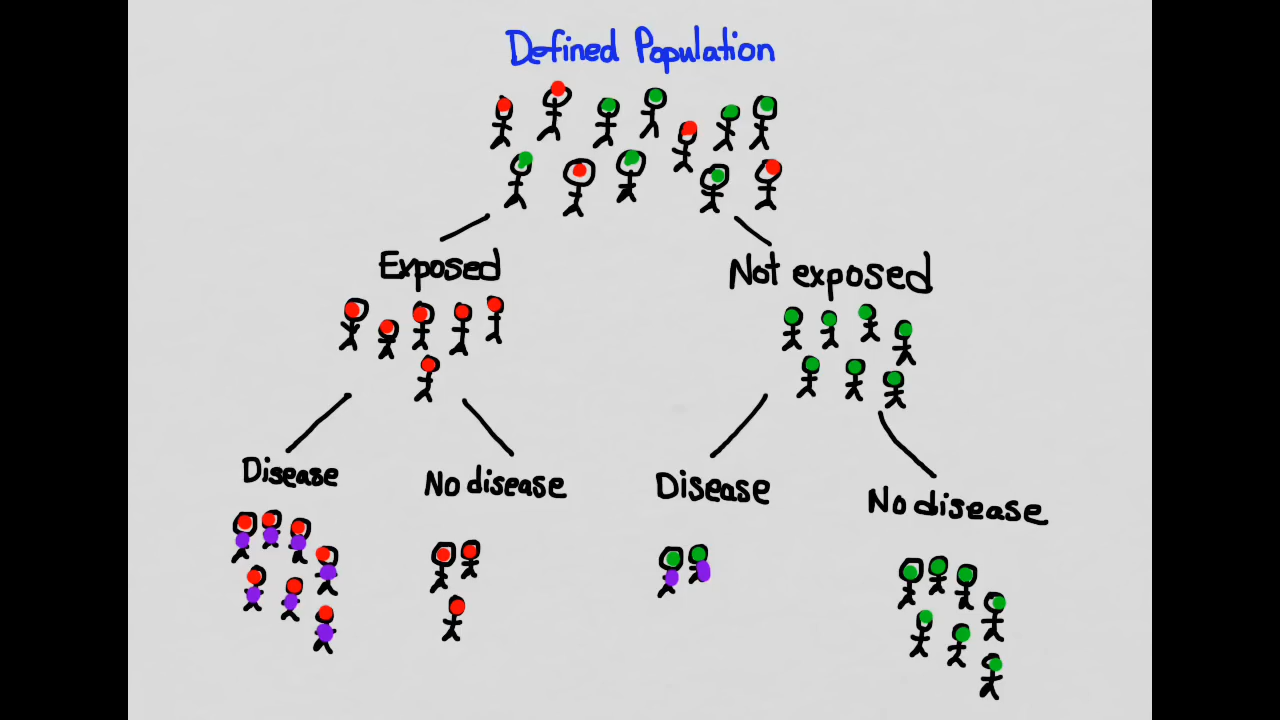 Defined Population
Exposed
Not exposed
Disease
No disease
Disease
No disease